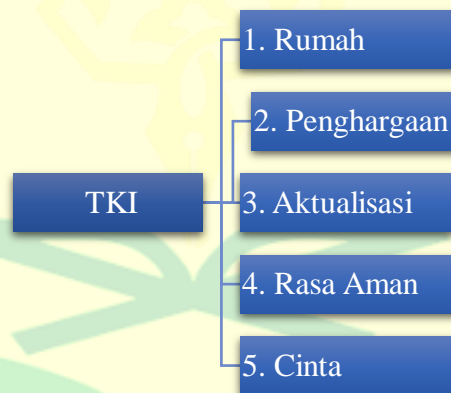 TKI
1. Rumah
2. Penghargaan
3. Aktualisasi
4. Rasa Aman
5. Cinta